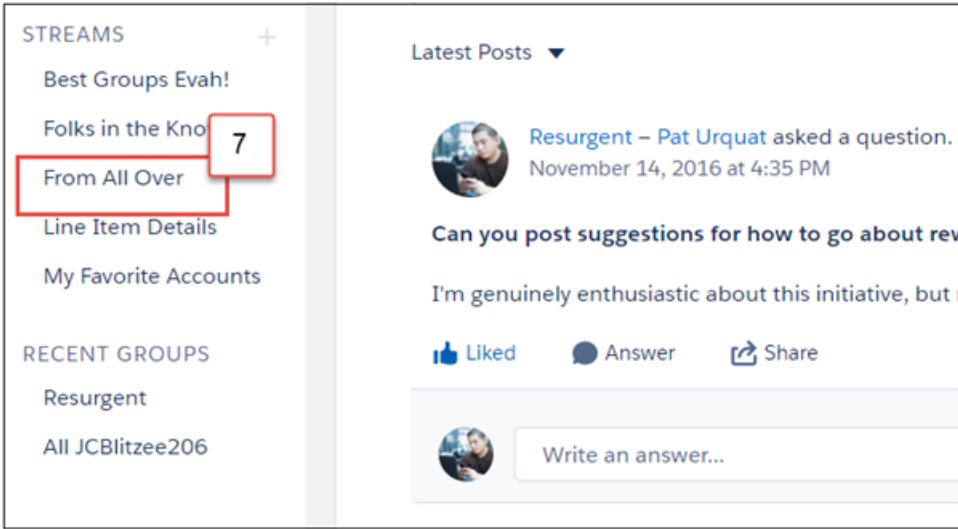 STREAMS +
Best Groups Evah!
Folks in the Kno
7
From All Over
Line Item Details
My Favorite Accounts
RECENT GROUPS
Resurgent
All JCBlitzee206
Latest Posts
Resurgent – Pat Urquat asked a question.
November 14, 2016 at 4:35 PM
Can you post suggestions for how to go about rev
I'm genuinely enthusiastic about this initiative, but
Liked Answer Share
Write an answer...